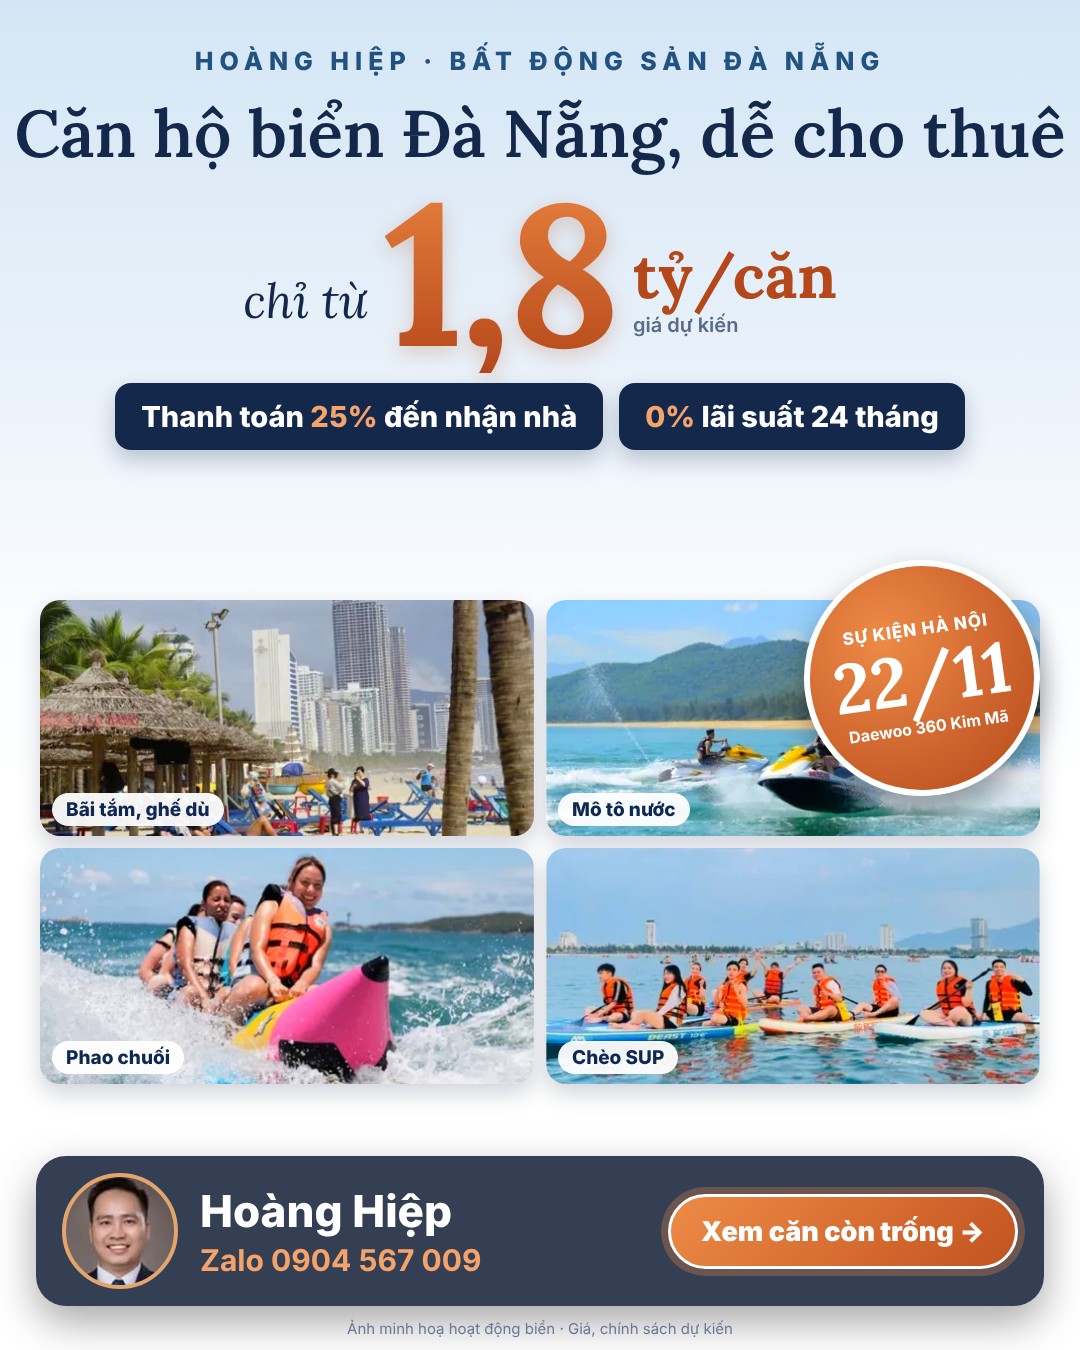 HOÀNG HIỆP · BẤT ĐỘNG SẢN ĐÀ NẴNG
Căn hộ biển Đà Nẵng, dễ cho thuê
chỉ từ 1,8 tỷ/căn
giá dự kiến
Thanh toán 25% đến nhận nhà
0% lãi suất 24 tháng
SỰ KIỆN HÀ NỘI
22/11
Daewoo 360 Kim Mã
Bãi tắm, ghế dù
Mô tô nước
Phao chuối
Chèo SUP
Hoàng Hiệp
Zalo 0904 567 009
Xem căn còn trống →
Ảnh minh hoạ hoạt động biển · Giá, chính sách dự kiến